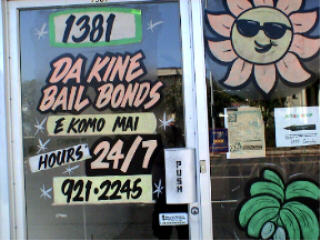 1381
DA KINE
BAIL BONDS
E KOMO MAI
HOURS 24/7
921-2245
PUSH